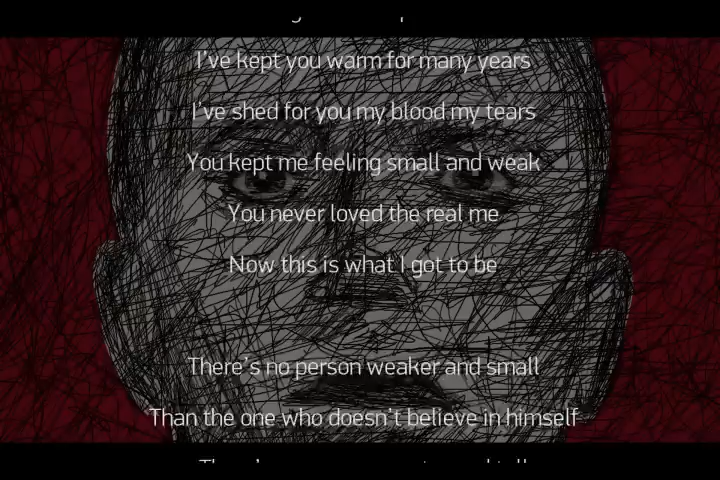 I've kept you warm for many years
I've shed for you my blood my tears
You kept me feeling small and weak
You never loved the real me
Now this is what I got to be
There's no person weaker and small
Than the one who doesn't believe in himself